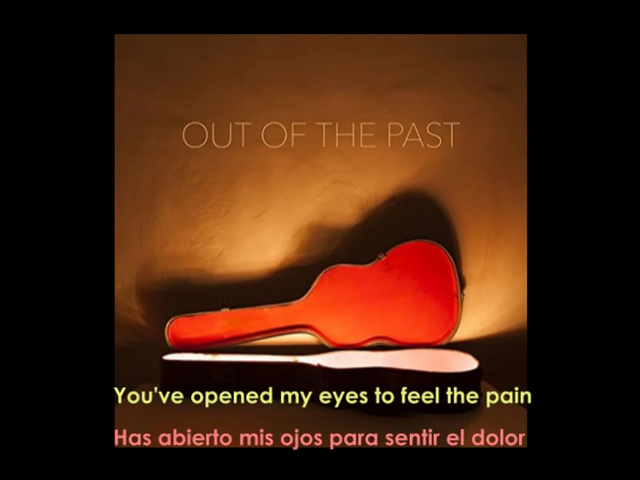 OUT OF THE PAST
You've opened my eyes to feel the pain
Has abierto mis ojos para sentir el dolor